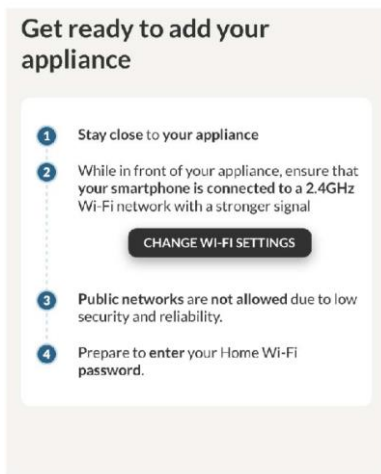 Get ready to add your
appliance
1 Stay close to your appliance
2 While in front of your appliance, ensure that
your smartphone is connected to a 2.4GHz
Wi-Fi network with a stronger signal
CHANGE WI-FI SETTINGS
3 Public networks are not allowed due to low
security and reliability.
4 Prepare to enter your Home Wi-Fi
password.